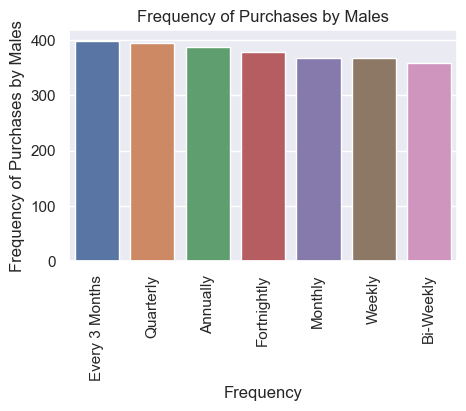 Frequency of Purchases by Males
Frequency of Purchases by Males
400
300
200
100
0
Every 3 Months
Quarterly
Annually
Fortnightly
Monthly
Weekly
Bi-Weekly
Frequency